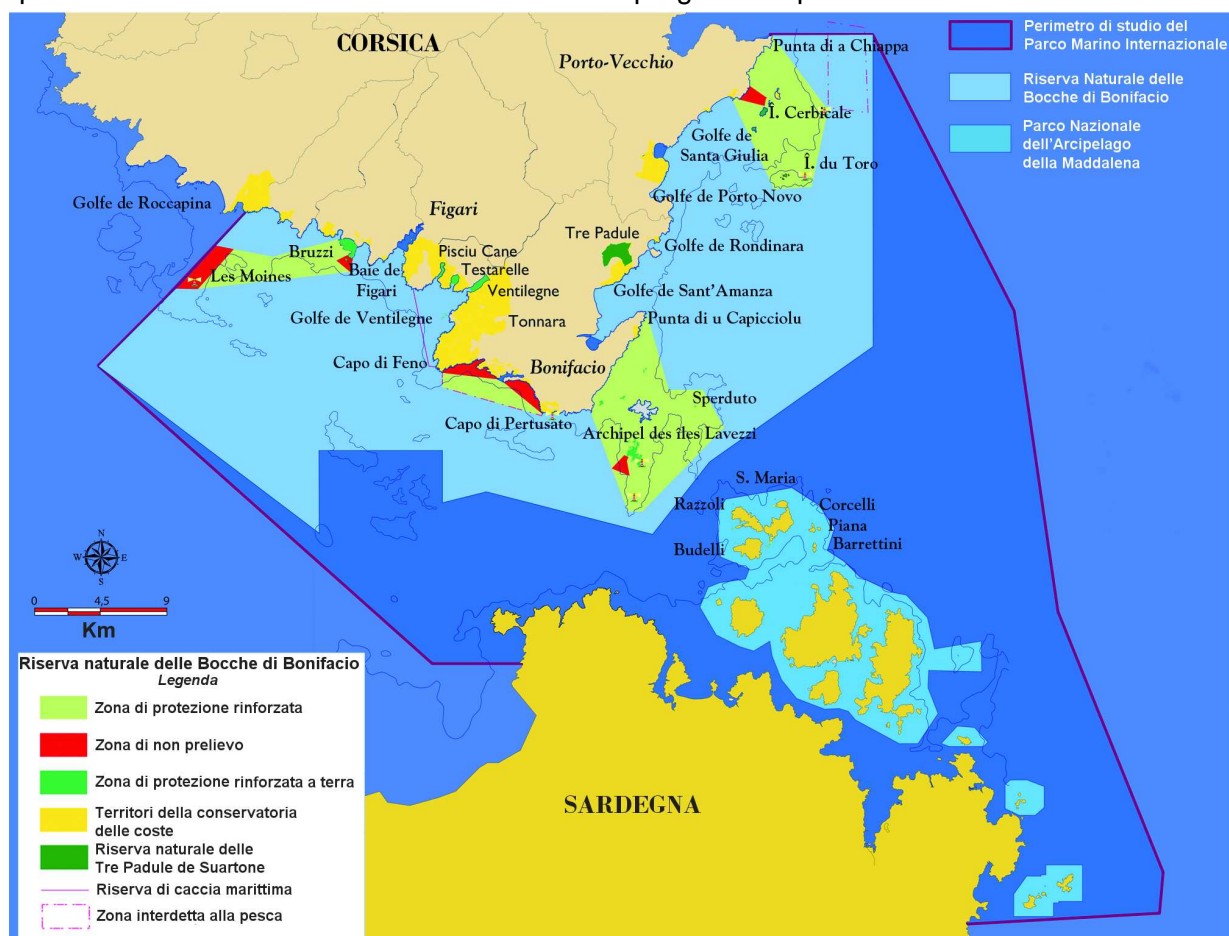 CORSICA
Porto-Vecchio
Punta di a Chiappa
Î. Cerbicale
Golfe de
Santa Giulia
Î. du Toro
Golfe de Porto Novo
Golfe de Roccapina
Figari
Tre Padule
Golfe de Rondinara
Bruzzi
Pisciu Cane
Testarelle
Les Moines
Baie de
Figari
Ventilegne
Golfe de Sant'Amanza
Golfe de Ventilegne
Tonnara
Punta di u Capicciolu
Capo di Feno
Bonifacio
Sperduto
Capo di Pertusato
Archipel des îles Lavezzi
S. Maria
Razzoli
Corcelli
Piana
Budelli
Barrettini
SARDEGNA
Perimetro di studio del
Parco Marino Internazionale
Riserva Naturale delle
Bocche di Bonifacio
Parco Nazionale
dell'Arcipelago
della Maddalena
N
W E
S
0 4,5 9
Km
Riserva naturale delle Bocche di Bonifacio
Legenda
Zona di protezione rinforzata
Zona di non prelievo
Zona di protezione rinforzata a terra
Territori della conservatoria
delle coste
Riserva naturale delle
Tre Padule de Suartone
Riserva di caccia marittima
Zona interdetta alla pesca